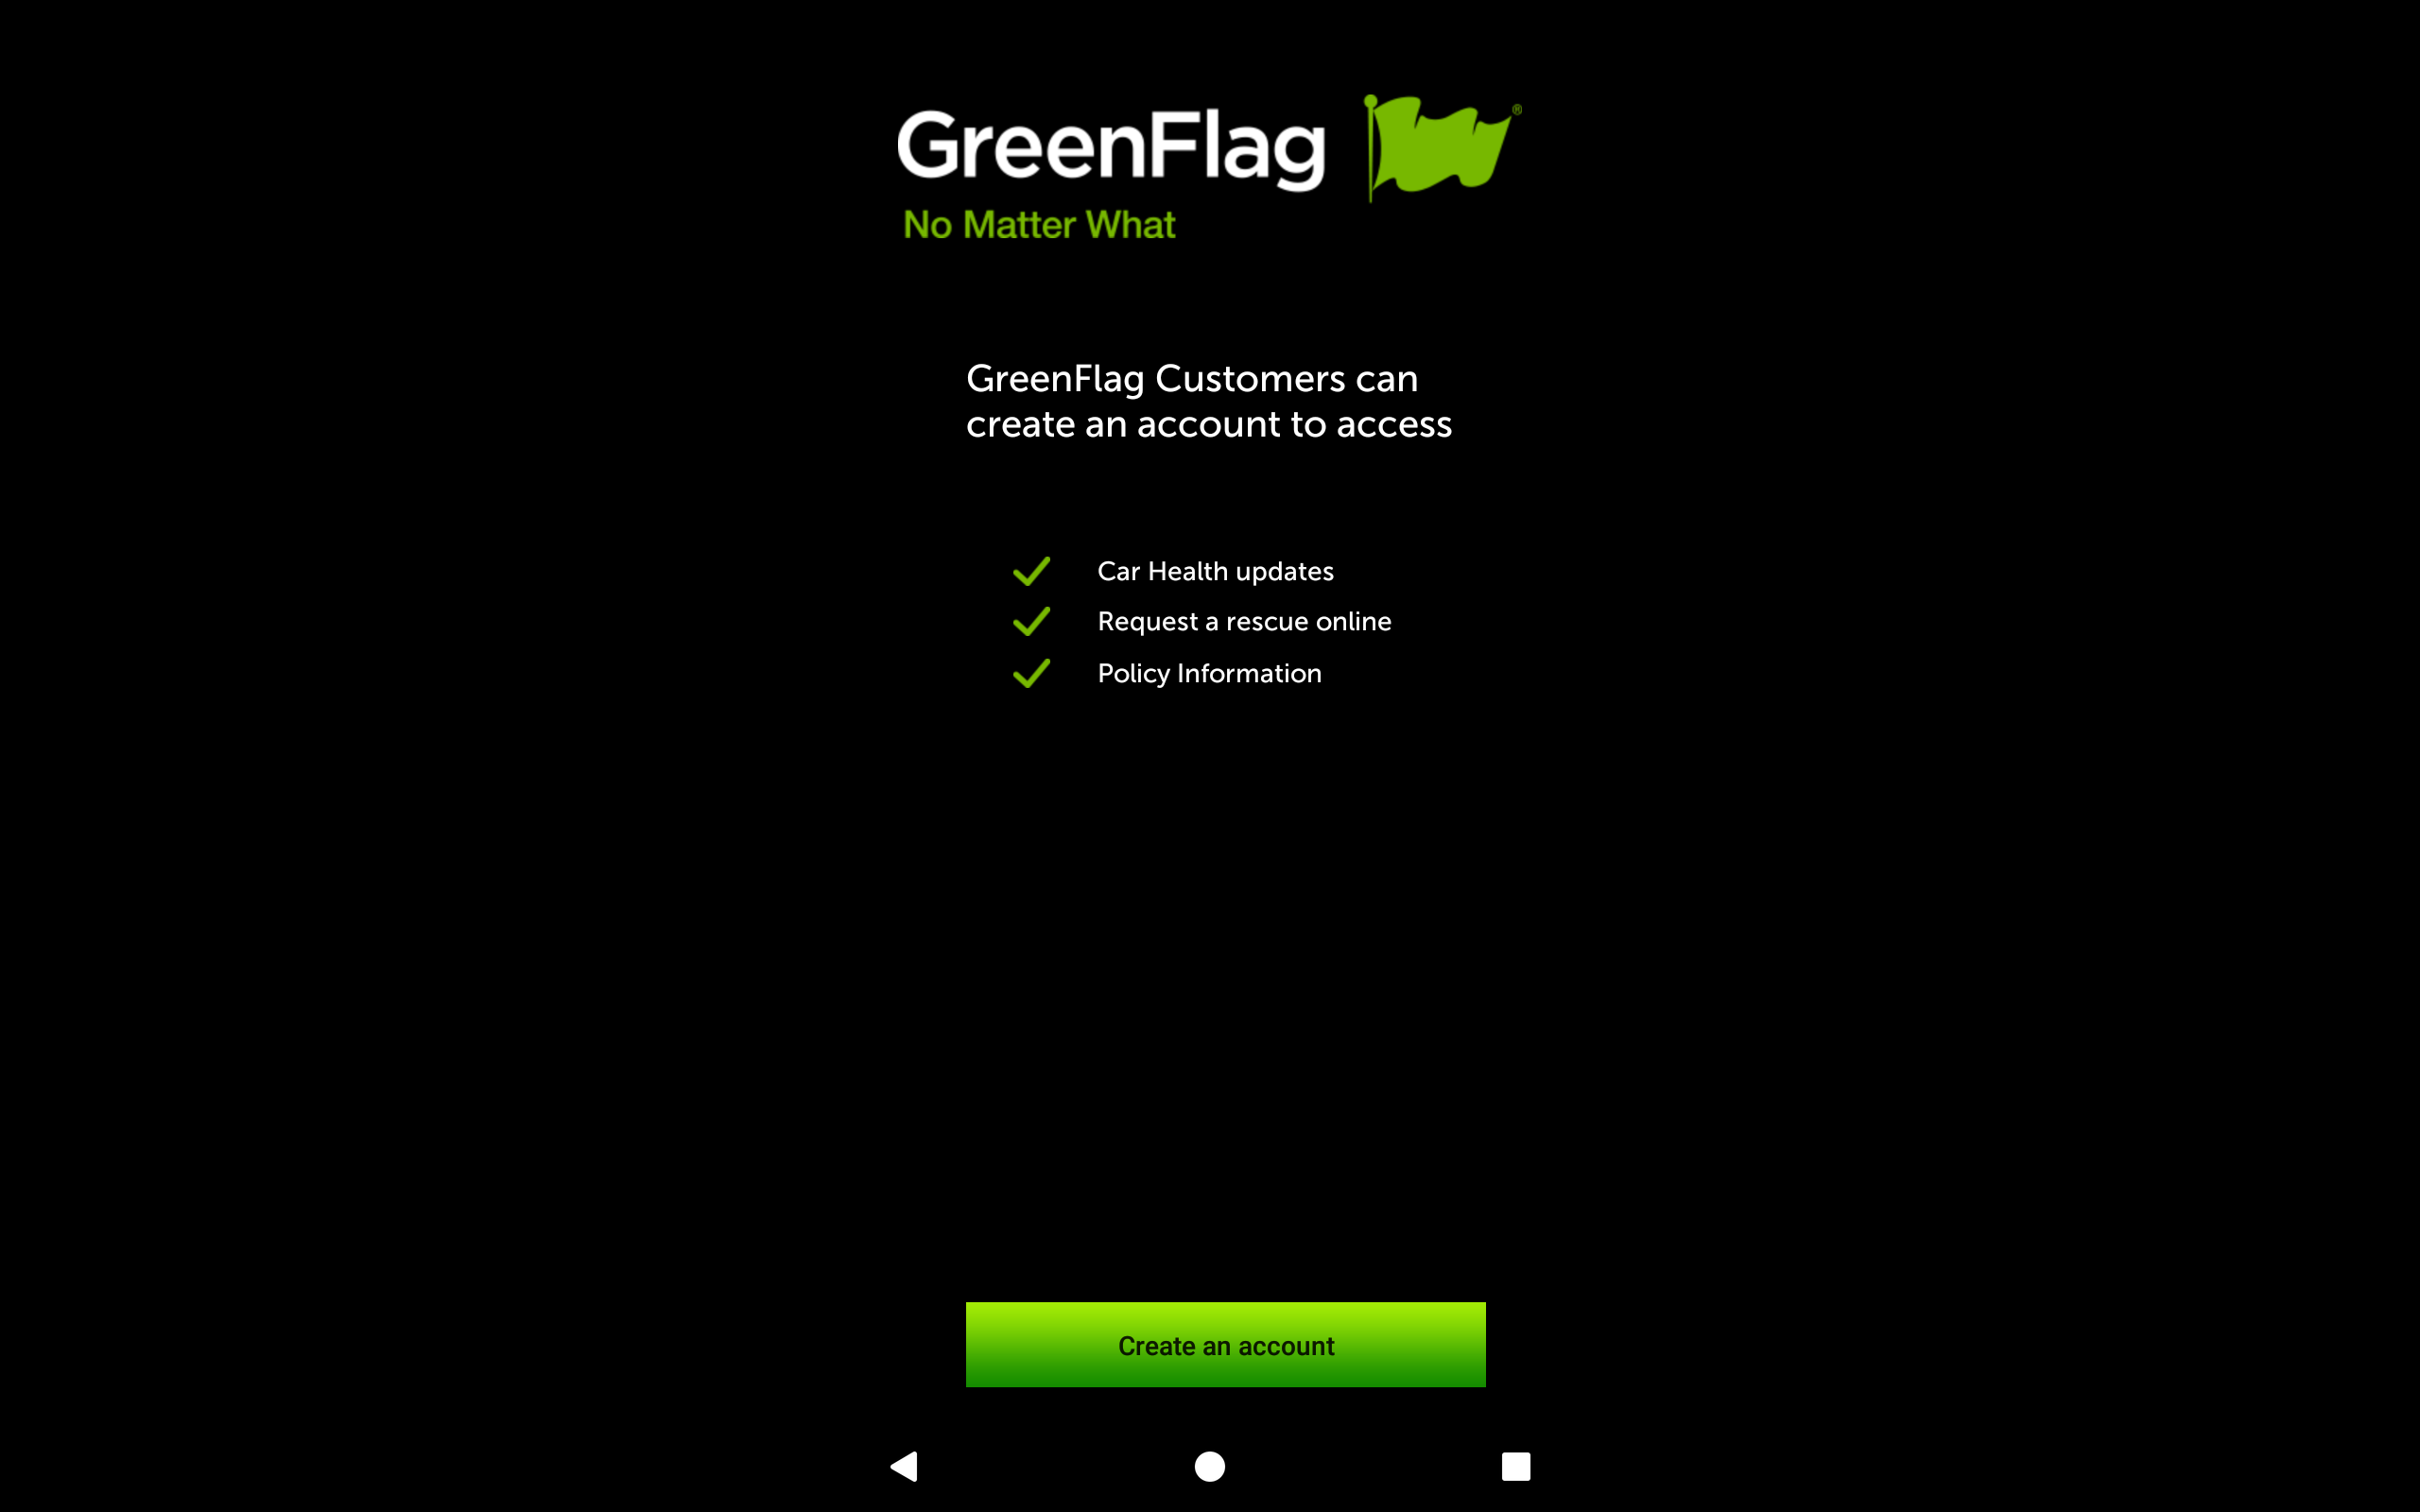 GreenFlag ®
No Matter What
GreenFlag Customers can
create an account to access
Car Health updates
Request a rescue online
Policy Information
Create an account